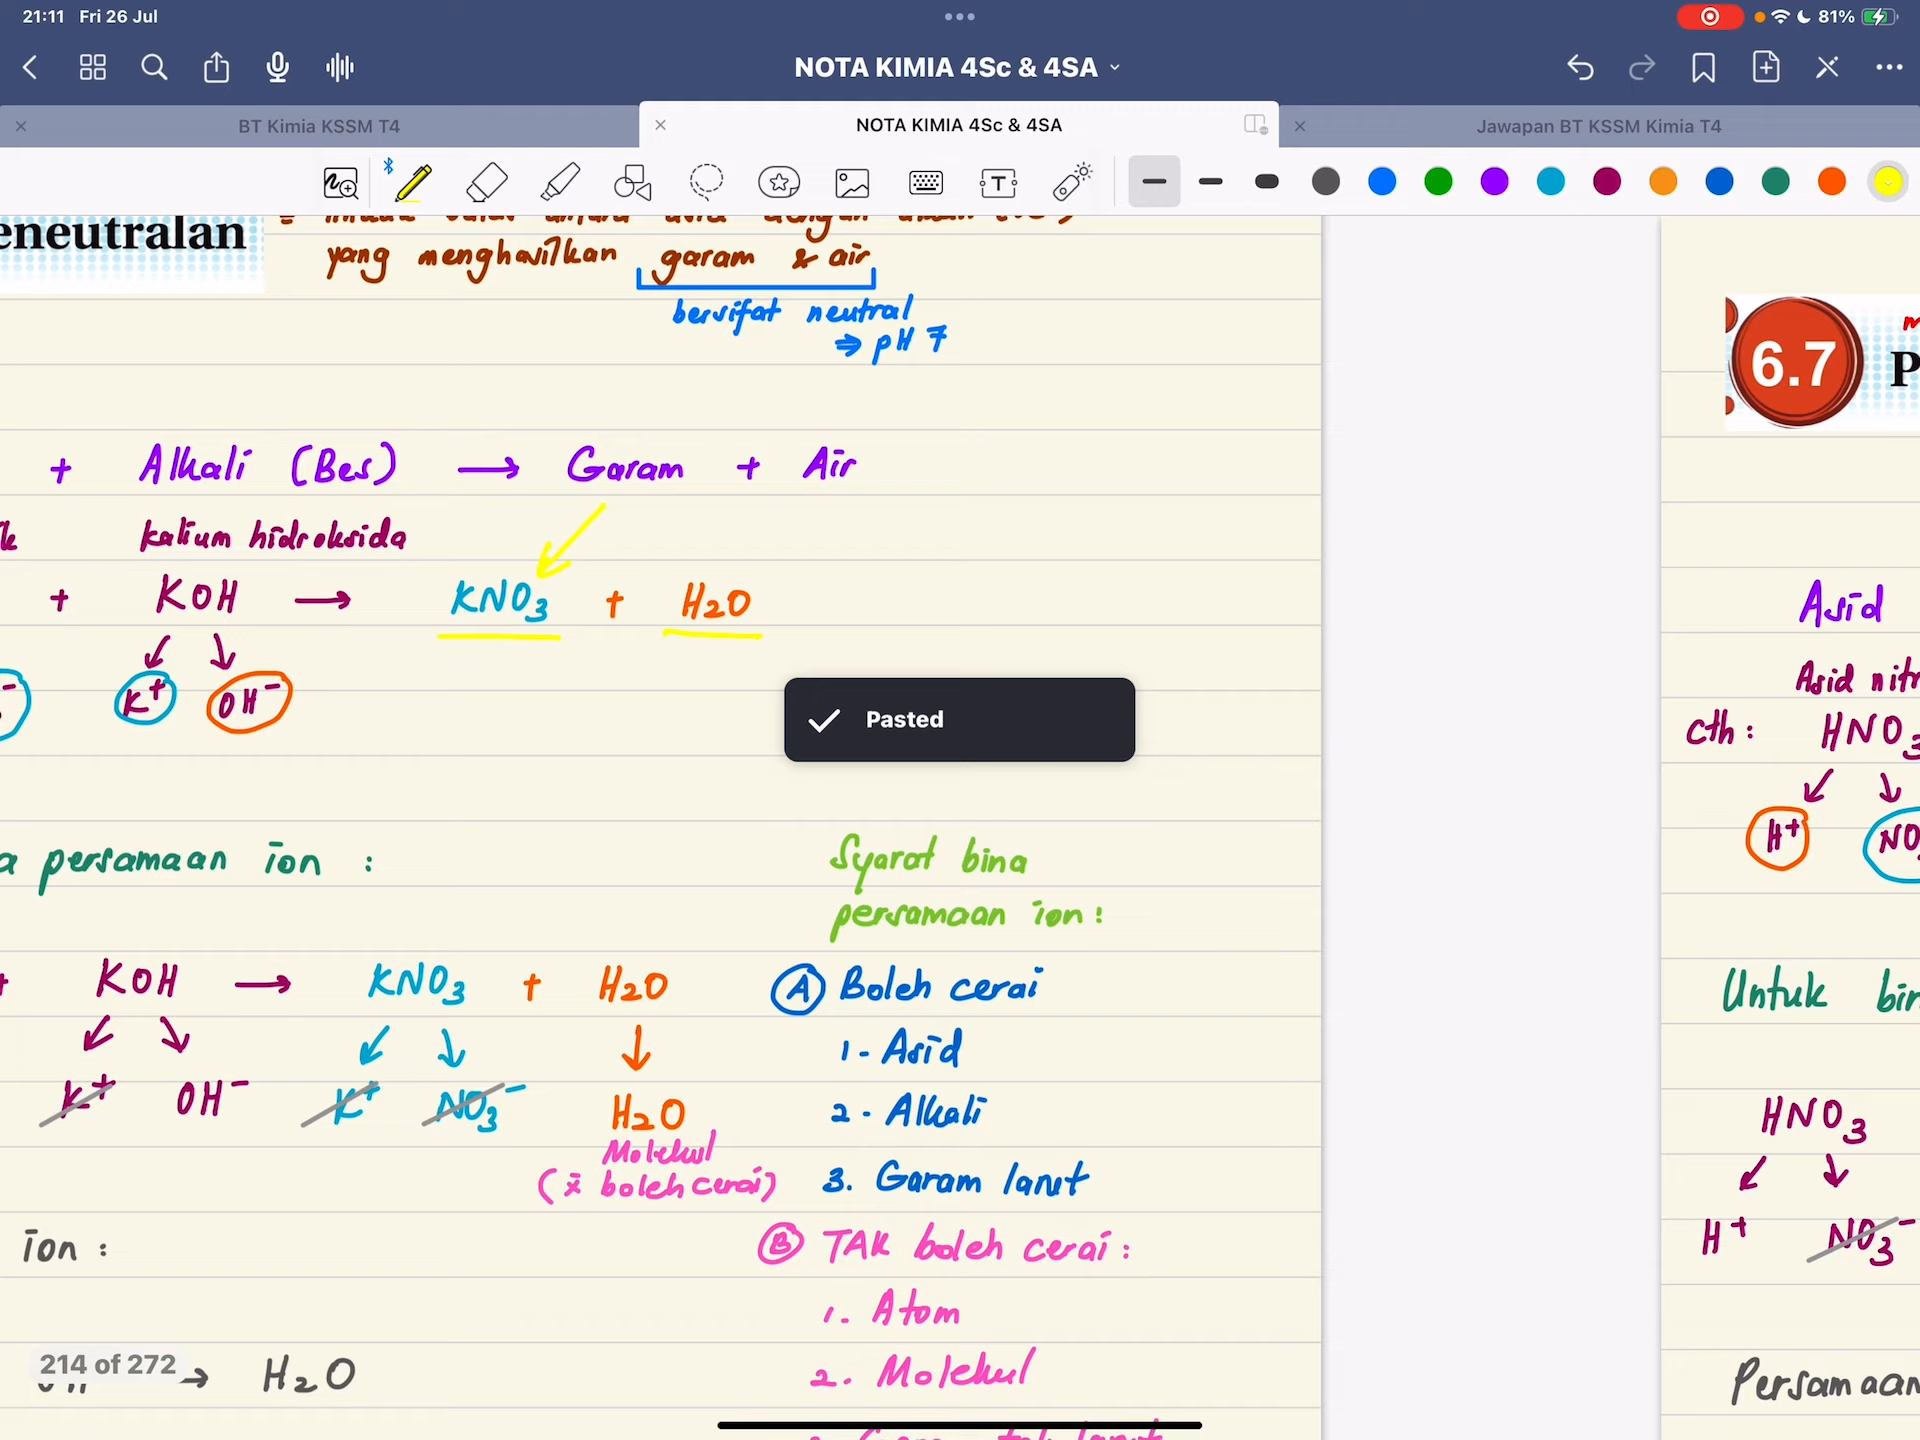 21:11 Fri 26 Jul
81%
NOTA KIMIA 4Sc & 4SA
BT Kimia KSSM T4
NOTA KIMIA 4Sc & 4SA
Jawapan BT KSSM Kimia T4
eneutralan
yang menghasilkan garam & air
bersifat neutral
⇒ pH 7
+ Alkali (Bes) → Garam + Air
kalium hidroksida
+ KOH → KNO3 + H2O
K+ OH-
Pasted
a persamaan ion :
+ KOH → KNO3 + H2O
K+ OH- K+ NO3- H2O
Molekul
(x̄ boleh cerai)
ion :
→ H2O
214 of 272
Syarat bina
persamaan ion :
A Boleh cerai
1. Asid
2. Alkali
3. Garam larut
B TAK boleh cerai :
1. Atom
2. Molekul
6.7 P
Asid
Asid nitr
Cth : HNO3
H+ NO
Untuk bin
HNO3
H+ NO3-
Persamaan